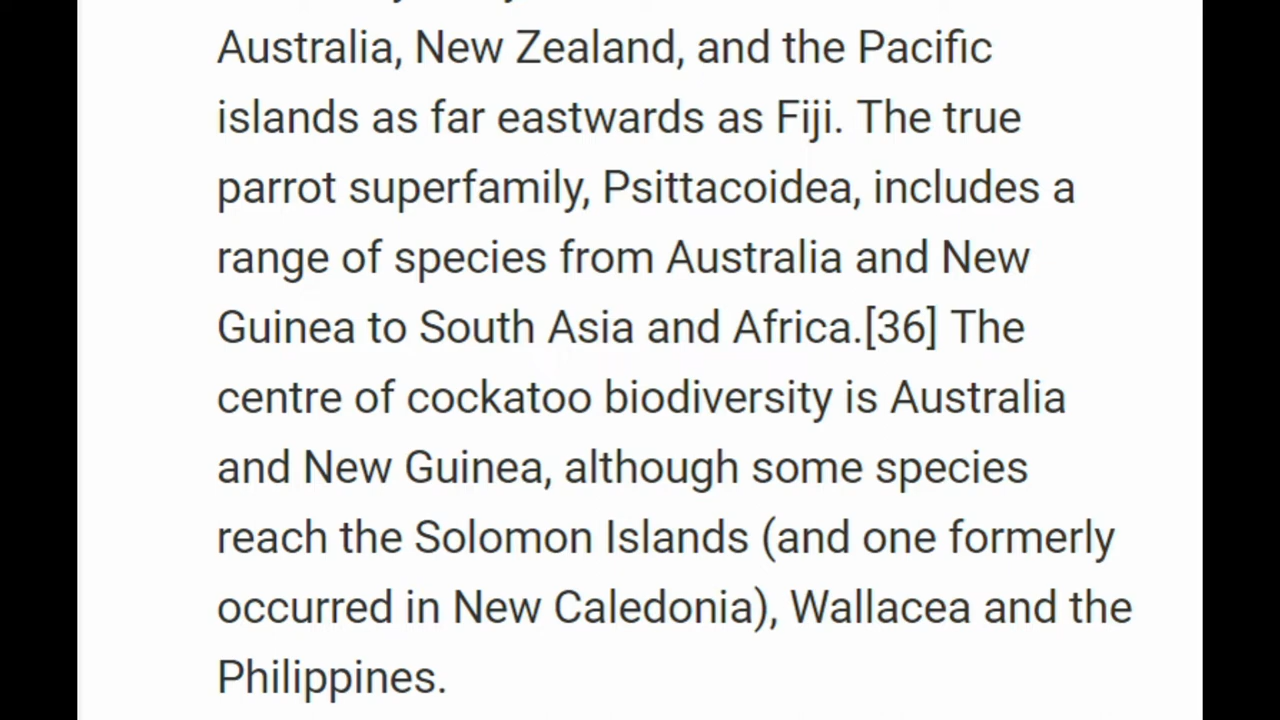 Australia, New Zealand, and the Pacific
islands as far eastwards as Fiji. The true
parrot superfamily, Psittacoidea, includes a
range of species from Australia and New
Guinea to South Asia and Africa.[36] The
centre of cockatoo biodiversity is Australia
and New Guinea, although some species
reach the Solomon Islands (and one formerly
occurred in New Caledonia), Wallacea and the
Philippines.